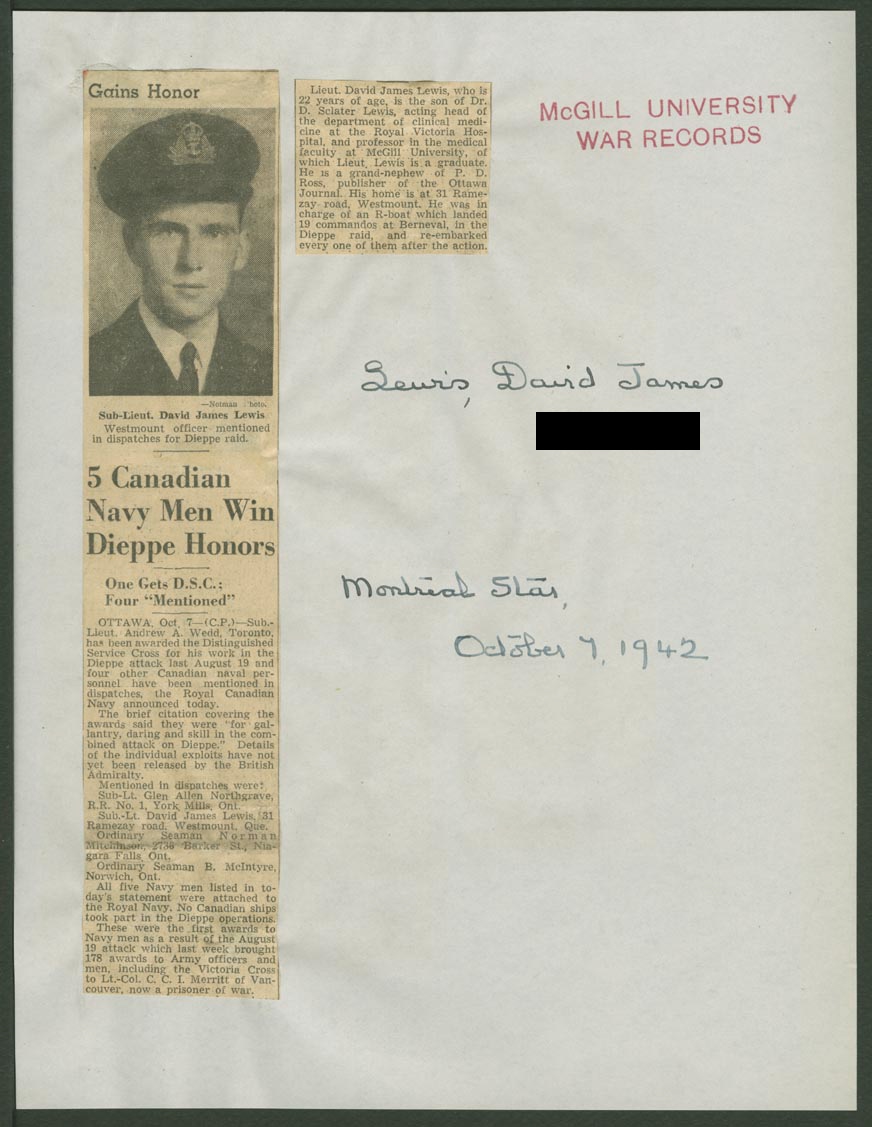 Gains Honor
—Notman Photo.
Sub-Lieut. David James Lewis
Westmount officer mentioned
in dispatches for Dieppe raid.
5 Canadian
Navy Men Win
Dieppe Honors
One Gets D.S.C.;
Four "Mentioned"
OTTAWA, Oct. 7—(C.P.)—Sub.-
Lieut. Andrew A. Wedd, Toronto,
has been awarded the Distinguished
Service Cross for his work in the
Dieppe attack last August 19 and
four other Canadian naval per-
sonnel have been mentioned in
dispatches, the Royal Canadian
Navy announced today.
The brief citation covering the
awards said they were "for gal-
lantry, daring and skill in the com-
bined attack on Dieppe." Details
of the individual exploits have not
yet been released by the British
Admiralty.
Mentioned in dispatches were:
Sub-Lt. Glen Allen Northgrave,
R.R. No. 1, York Mills, Ont.
Sub.-Lt. David James Lewis, 31
Ramezay road, Westmount, Que.
Ordinary Seaman Norman
Mitchinson, 2736 Barker St., Nia-
gara Falls, Ont.
Ordinary Seaman B. McIntyre,
Norwich, Ont.
All five Navy men listed in to-
day's statement were attached to
the Royal Navy. No Canadian ships
took part in the Dieppe operations.
These were the first awards to
Navy men as a result of the August
19 attack which last week brought
178 awards to Army officers and
men, including the Victoria Cross
to Lt.-Col. C. C. I. Merritt of Van-
couver, now a prisoner of war.
Lieut. David James Lewis, who is
22 years of age, is the son of Dr.
D. Sclater Lewis, acting head of
the department of clinical medi-
cine at the Royal Victoria Hos-
pital, and professor in the medical
faculty at McGill University, of
which Lieut. Lewis is a graduate.
He is a grand-nephew of P. D.
Ross, publisher of the Ottawa
Journal. His home is at 31 Rame-
zay road, Westmount. He was in
charge of an R-boat which landed
19 commandos at Berneval, in the
Dieppe raid, and re-embarked
every one of them after the action.
McGILL UNIVERSITY
WAR RECORDS
Lewis, David James
Montreal Star,
October 7, 1942